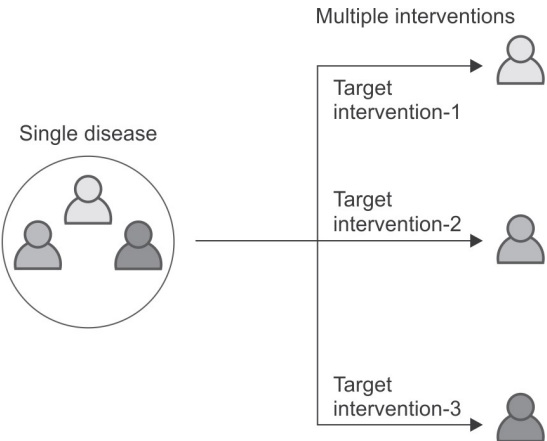 Multiple interventions
Target
intervention-1
Single disease
Target
intervention-2
Target
intervention-3